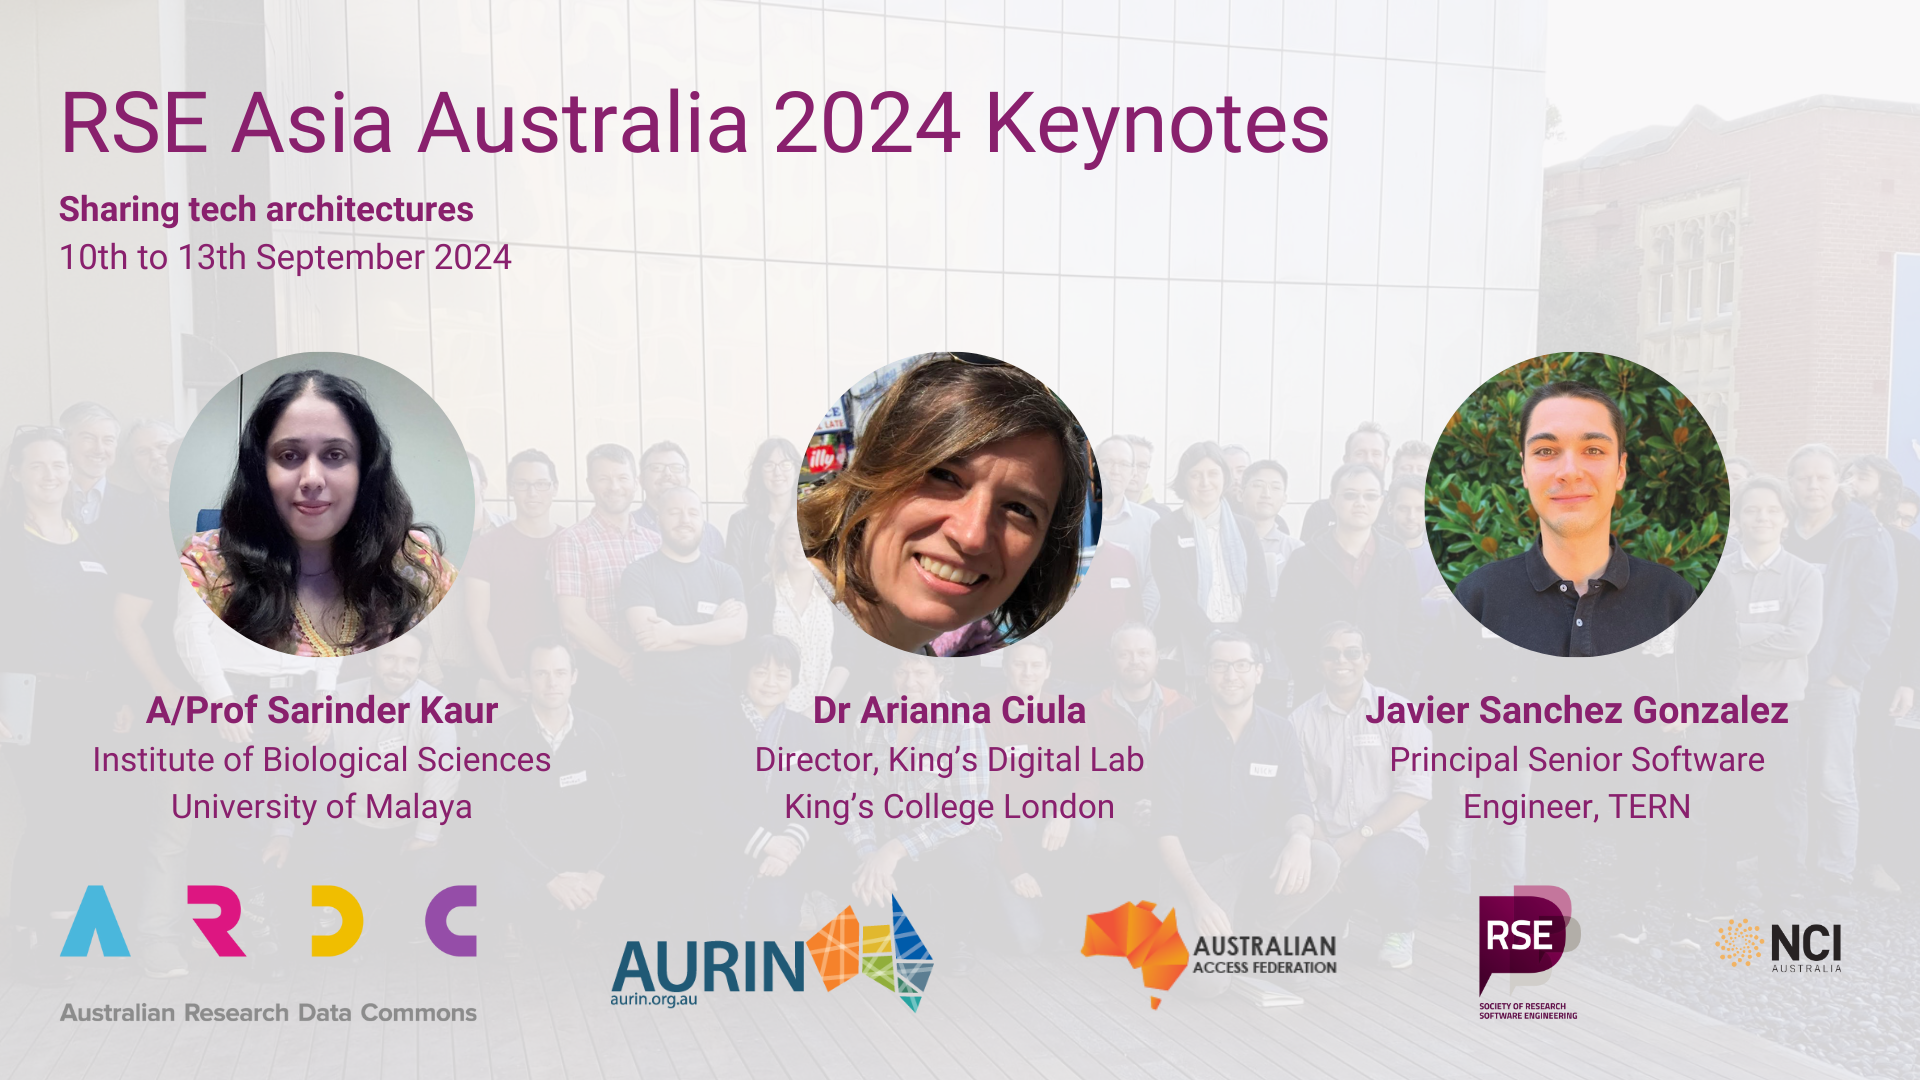 RSE Asia Australia 2024 Keynotes
Sharing tech architectures
10th to 13th September 2024
illy
A/Prof Sarinder Kaur
Institute of Biological Sciences
University of Malaya
Dr Arianna Ciula
Director, King’s Digital Lab
King’s College London
Javier Sanchez Gonzalez
Principal Senior Software
Engineer, TERN
ARDC
Australian Research Data Commons
AURIN
aurin.org.au
AUSTRALIAN
ACCESS FEDERATION
RSE
SOCIETY OF RESEARCH
SOFTWARE ENGINEERING
NCI
AUSTRALIA